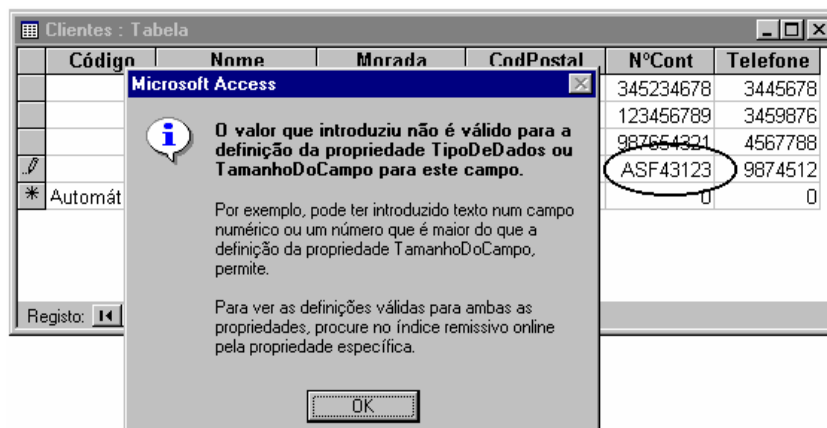 Clientes : Tabela
Código Nome Morada CodPostal NºCont Telefone
Microsoft Access
345234678 3445678
123456789 3459876
987654321 4567788
ASF43123 9874512
* Automát 0 0
O valor que introduziu não é válido para a
definição da propriedade TipoDeDados ou
TamanhoDoCampo para este campo.
Por exemplo, pode ter introduzido texto num campo
numérico ou um número que é maior do que a
definição da propriedade TamanhoDoCampo,
permite.
Para ver as definições válidas para ambas as
propriedades, procure no índice remissivo online
pela propriedade específica.
Registo:
OK